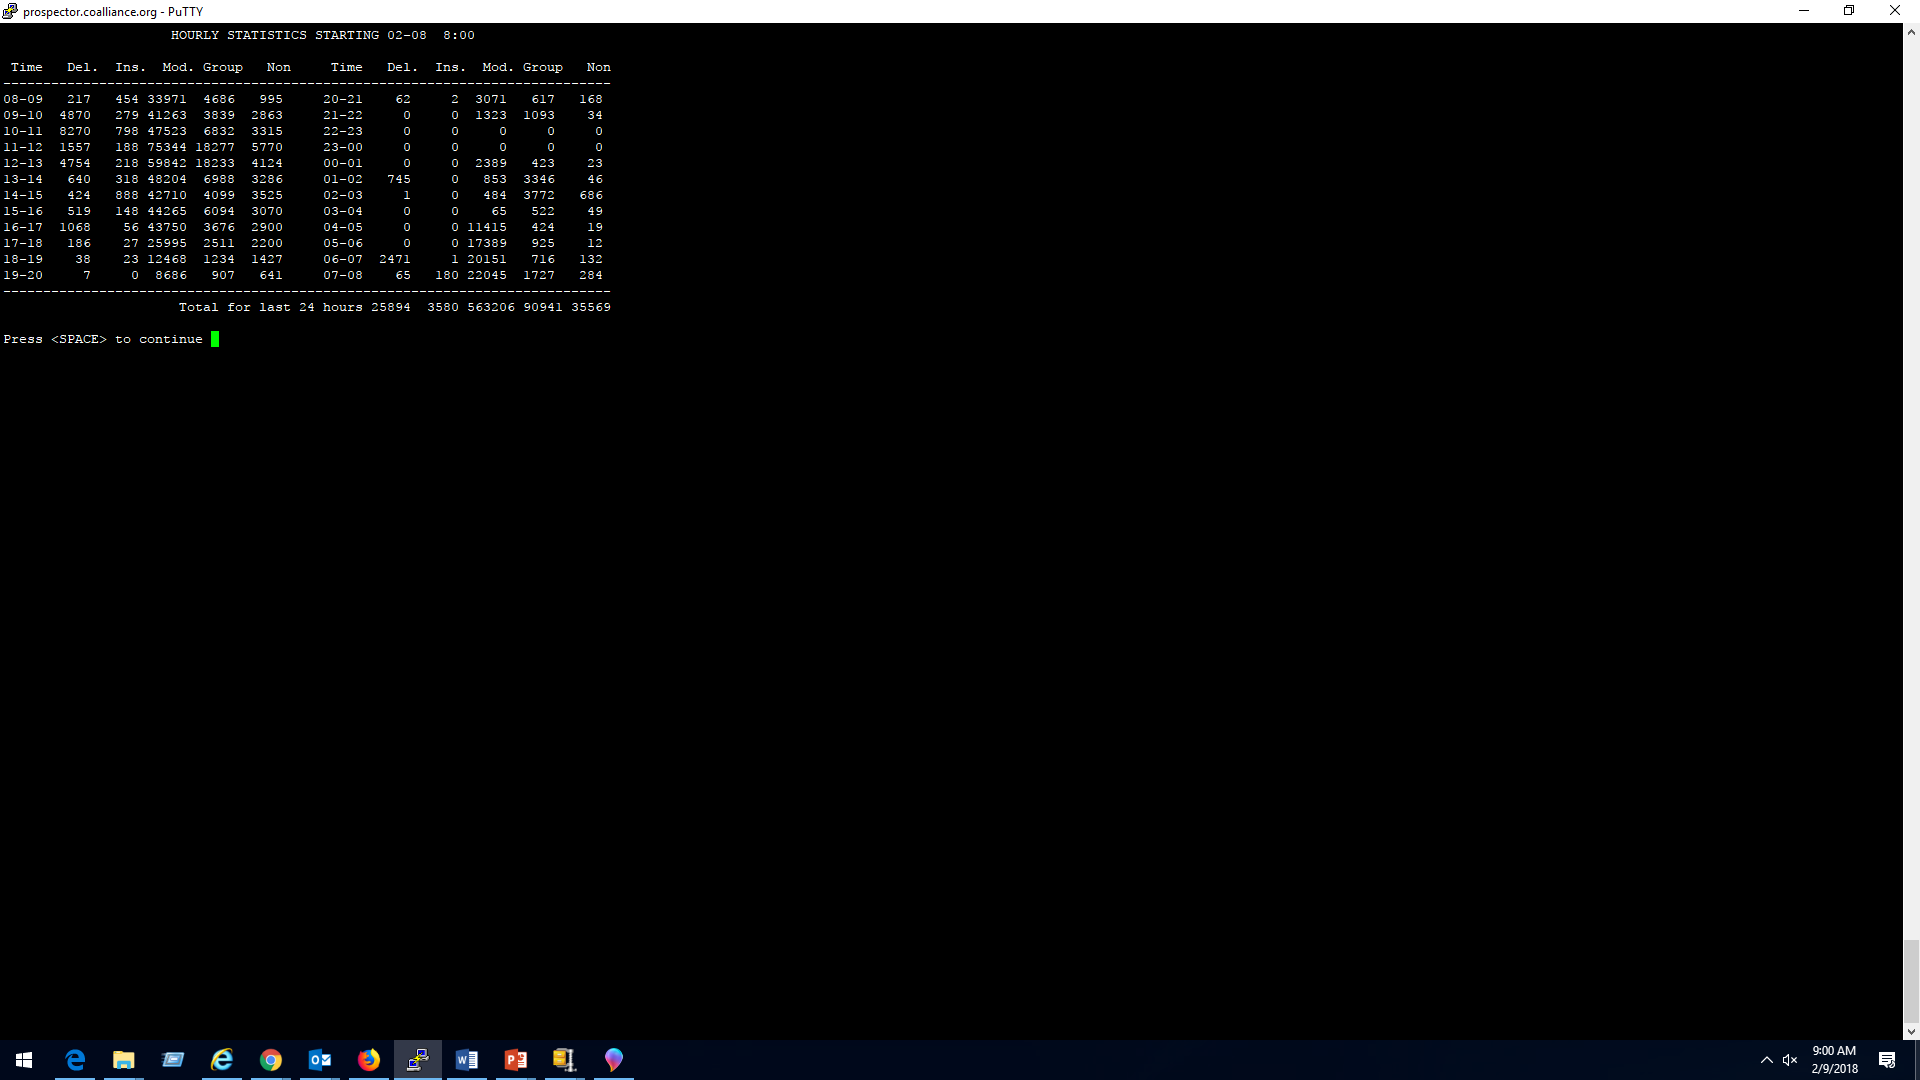 prospector.coalliance.org - PuTTY
HOURLY STATISTICS STARTING 02-08  8:00
Time   Del.  Ins.  Mod. Group   Non     Time   Del.  Ins.  Mod. Group   Non
----------------------------------------------------------------------------
08-09   217   454 33971  4686   995     20-21    62     2  3071   617   168
09-10  4870   279 41263  3839  2863     21-22     0     0  1323  1093    34
10-11  8270   798 47523  6832  3315     22-23     0     0     0     0     0
11-12  1557   188 75344 18277  5770     23-00     0     0     0     0     0
12-13  4754   218 59842 18233  4124     00-01     0     0  2389   423    23
13-14   640   318 48204  6988  3286     01-02   745     0   853  3346    46
14-15   424   888 42710  4099  3525     02-03     1     0   484  3772   686
15-16   519   148 44265  6094  3070     03-04     0     0    65   522    49
16-17  1068    56 43750  3676  2900     04-05     0     0 11415   424    19
17-18   186    27 25995  2511  2200     05-06     0     0 17389   925    12
18-19    38    23 12468  1234  1427     06-07  2471     1 20151   716   132
19-20     7     0  8686   907   641     07-08    65   180 22045  1727   284
----------------------------------------------------------------------------
Total for last 24 hours 25894  3580 563206 90941 35569
Press <SPACE> to continue
9:00 AM
2/9/2018